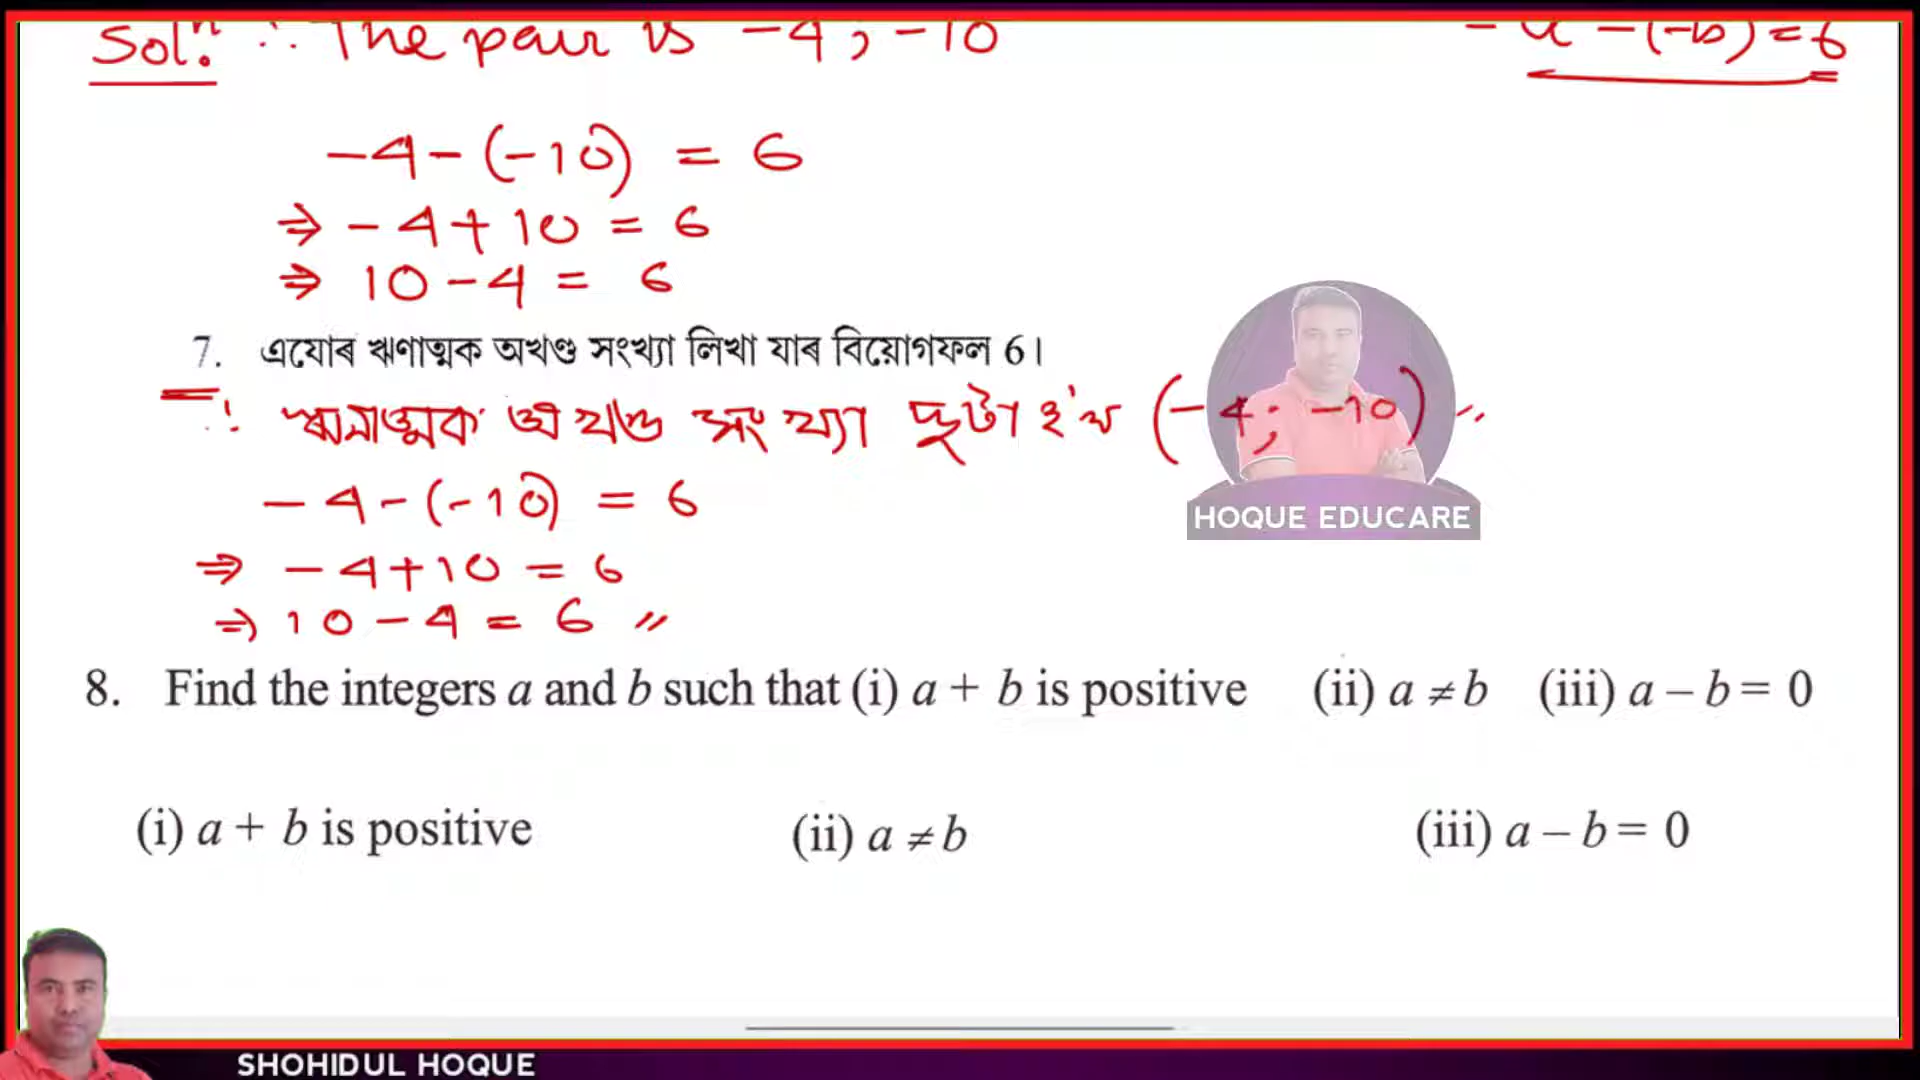 Solⁿ. ∴ The pair is -4, -10
- a - (-b) = 6
-4 - (-10) = 6
⇒ -4 + 10 = 6
⇒ 10 - 4 = 6
7. এযোৰ ঋণাত্মক অখণ্ড সংখ্যা লিখা যাৰ বিয়োগফল 6।
∴ ঋনাত্মক অখণ্ড সংখ্যা দুটা হ'ব (-4, -10) "
HOQUE EDUCARE
-4 - (-10) = 6
⇒ -4 + 10 = 6
⇒ 10 - 4 = 6 "
8. Find the integers a and b such that (i) a + b is positive (ii) a ≠ b (iii) a – b = 0
(i) a + b is positive (ii) a ≠ b (iii) a – b = 0
SHOHIDUL HOQUE